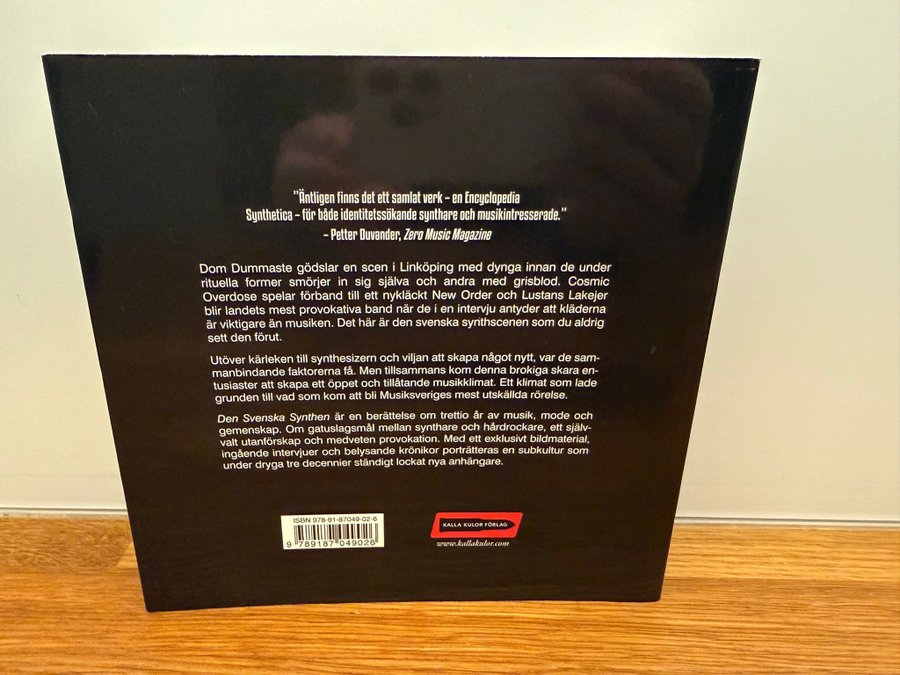 "Äntligen finns det ett samlat verk – en Encyclopedia
Synthetica – för både identitetssökande synthare och musikintresserade."
– Petter Duvander, Zero Music Magazine
Dom Dummaste gödslar en scen i Linköping med dynga innan de under
rituella former smörjer in sig själva och andra med grisblod. Cosmic
Overdose spelar förband till ett nykläckt New Order och Lustans Lakejer
blir landets mest provokativa band när de i en intervju antyder att kläderna
är viktigare än musiken. Det här är den svenska synthscenen som du aldrig
sett den förut.
Utöver kärleken till synthesizern och viljan att skapa något nytt, var de sam-
manbindande faktorerna få. Men tillsammans kom denna brokiga skara en-
tusiaster att skapa ett öppet och tillåtande musikklimat. Ett klimat som lade
grunden till vad som kom att bli Musiksveriges mest utskällda rörelse.
Den Svenska Synthen är en berättelse om trettio år av musik, mode och
gemenskap. Om gatuslagsmål mellan synthare och hårdrockare, ett själv-
valt utanförskap och medveten provokation. Med ett exklusivt bildmaterial,
ingående intervjuer och belysande krönikor porträtteras en subkultur som
under dryga tre decennier ständigt lockat nya anhängare.
ISBN 978-91-87049-02-6
9 789187 049026
KALLA KULOR FÖRLAG
www.kallakulor.com